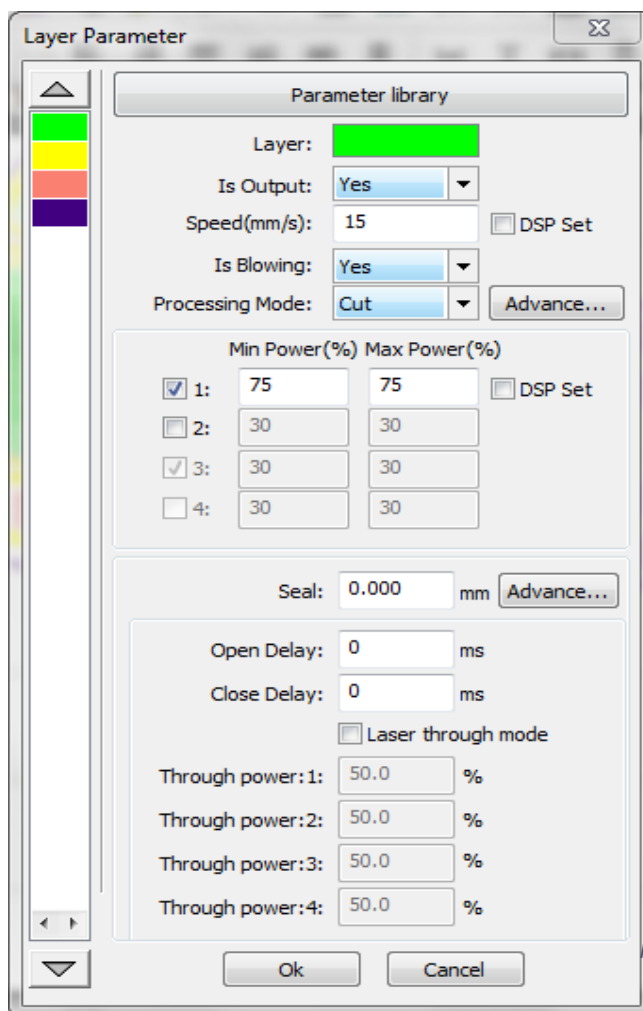 Layer Parameter
Parameter library
Layer:
Is Output: Yes
Speed(mm/s): 15 DSP Set
Is Blowing: Yes
Processing Mode: Cut Advance...
Min Power(%) Max Power(%)
1: 75 75 DSP Set
2: 30 30
3: 30 30
4: 30 30
Seal: 0.000 mm Advance...
Open Delay: 0 ms
Close Delay: 0 ms
Laser through mode
Through power:1: 50.0 %
Through power:2: 50.0 %
Through power:3: 50.0 %
Through power:4: 50.0 %
Ok Cancel